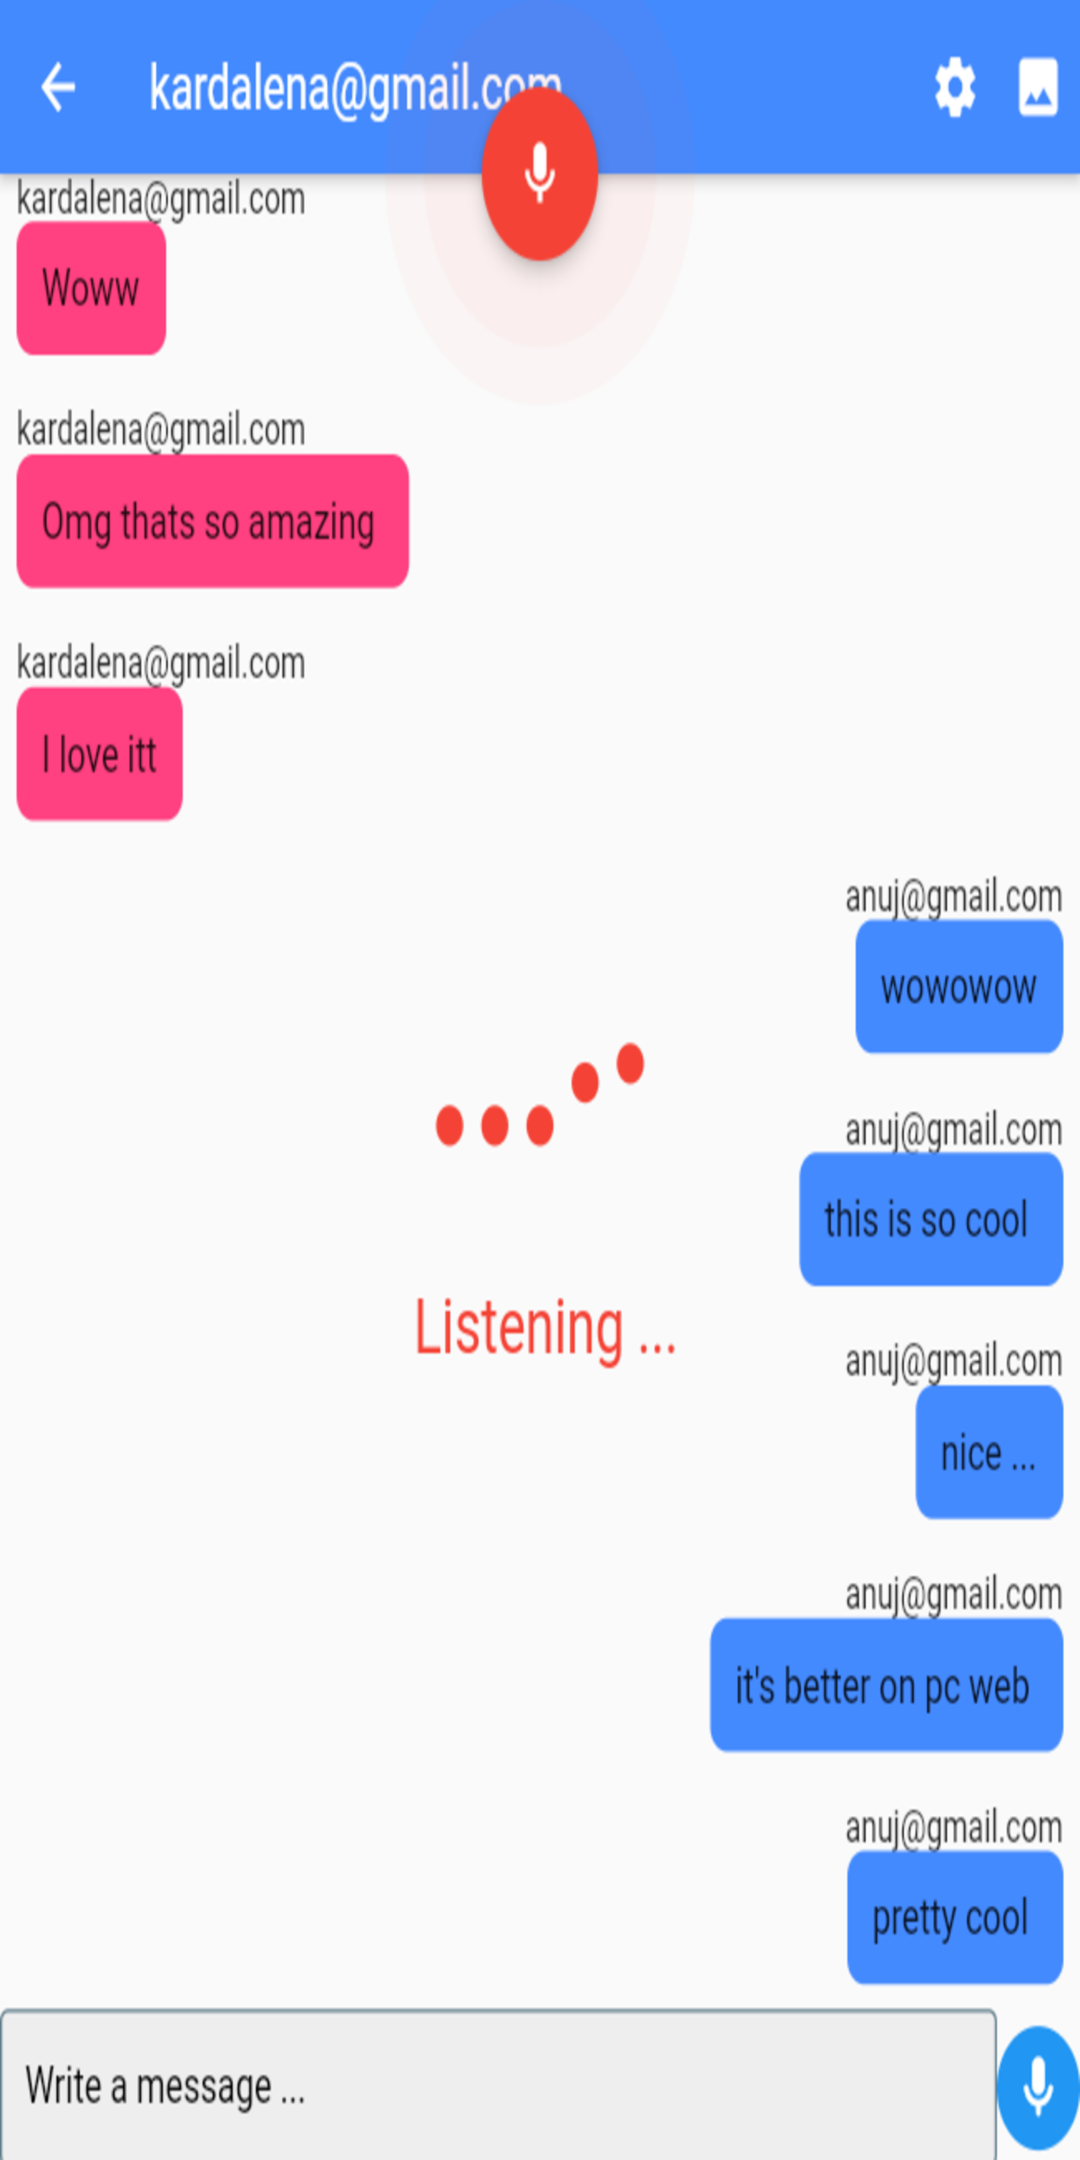 kardalena@gmail.com
kardalena@gmail.com
Woww
kardalena@gmail.com
Omg thats so amazing
kardalena@gmail.com
I love itt
anuj@gmail.com
wowowow
anuj@gmail.com
this is so cool
Listening ...
anuj@gmail.com
nice ...
anuj@gmail.com
it's better on pc web
anuj@gmail.com
pretty cool
Write a message ...